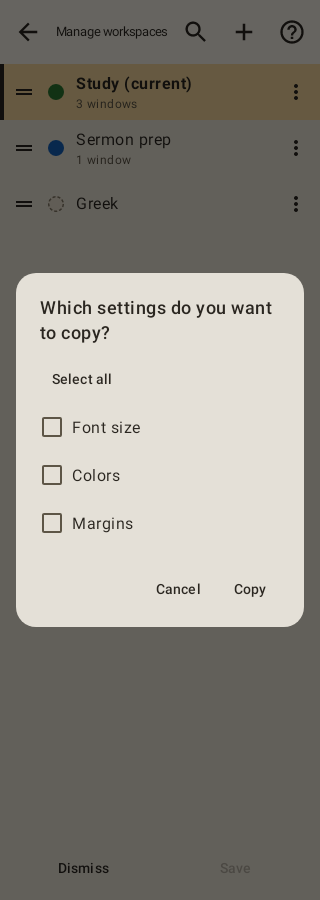 Manage workspaces
Study (current)
3 windows
Sermon prep
1 window
Greek
Which settings do you want
to copy?
Select all
Font size
Colors
Margins
Cancel Copy
Dismiss Save